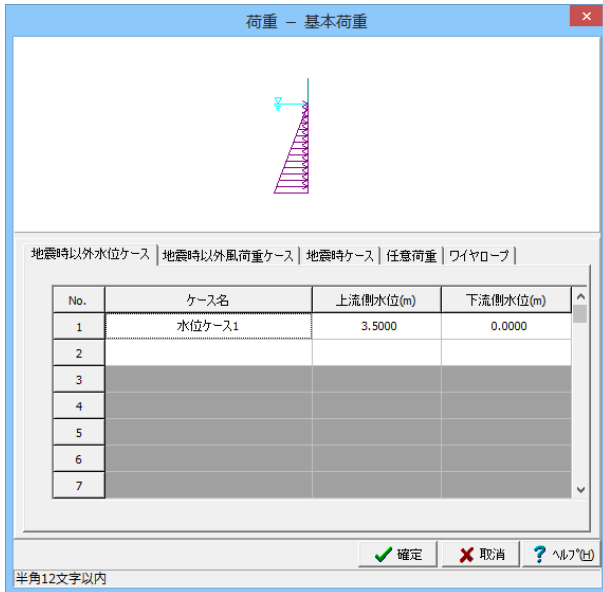 荷重 － 基本荷重
地震時以外水位ケース 地震時以外風荷重ケース 地震時ケース 任意荷重 ワイヤロープ
No. ケース名 上流側水位(m) 下流側水位(m)
1 水位ケース1 3.5000 0.0000
2
3
4
5
6
7
確定 取消 ヘルプ(H)
半角12文字以内